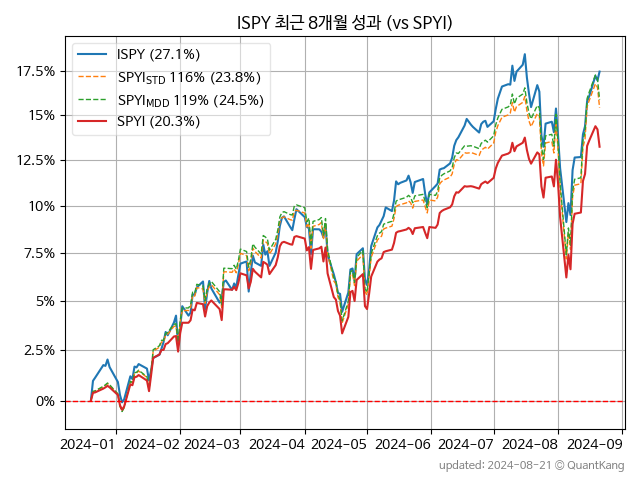 ISPY 최근 8개월 성과 (vs SPYI)
ISPY (27.1%)
SPYI_STD 116% (23.8%)
SPYI_MDD 119% (24.5%)
SPYI (20.3%)
17.5%
15%
12.5%
10%
7.5%
5%
2.5%
0%
2024-01 2024-02 2024-03 2024-04 2024-05 2024-06 2024-07 2024-08 2024-09
updated: 2024-08-21 © QuantKang